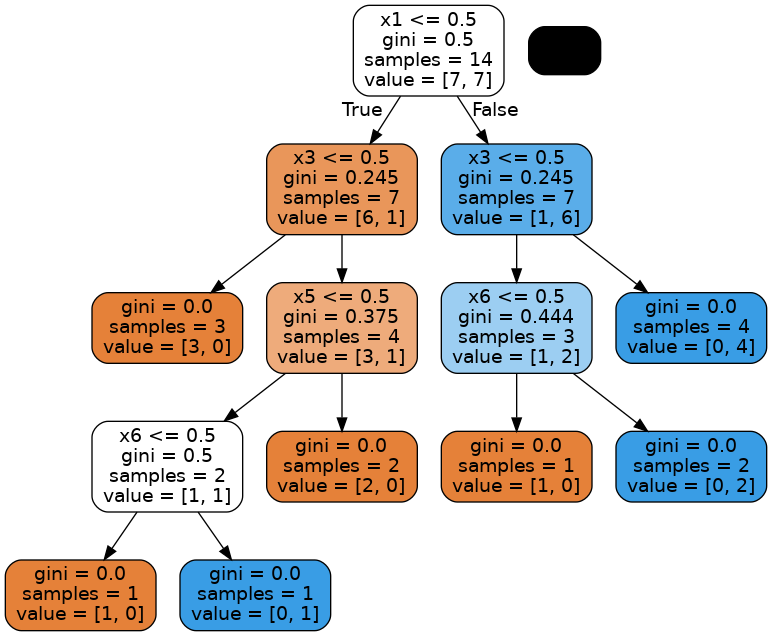 x1 <= 0.5
gini = 0.5
samples = 14
value = [7, 7]
True
False
x3 <= 0.5
gini = 0.245
samples = 7
value = [6, 1]
x3 <= 0.5
gini = 0.245
samples = 7
value = [1, 6]
gini = 0.0
samples = 3
value = [3, 0]
x5 <= 0.5
gini = 0.375
samples = 4
value = [3, 1]
x6 <= 0.5
gini = 0.444
samples = 3
value = [1, 2]
gini = 0.0
samples = 4
value = [0, 4]
x6 <= 0.5
gini = 0.5
samples = 2
value = [1, 1]
gini = 0.0
samples = 2
value = [2, 0]
gini = 0.0
samples = 1
value = [1, 0]
gini = 0.0
samples = 2
value = [0, 2]
gini = 0.0
samples = 1
value = [1, 0]
gini = 0.0
samples = 1
value = [0, 1]